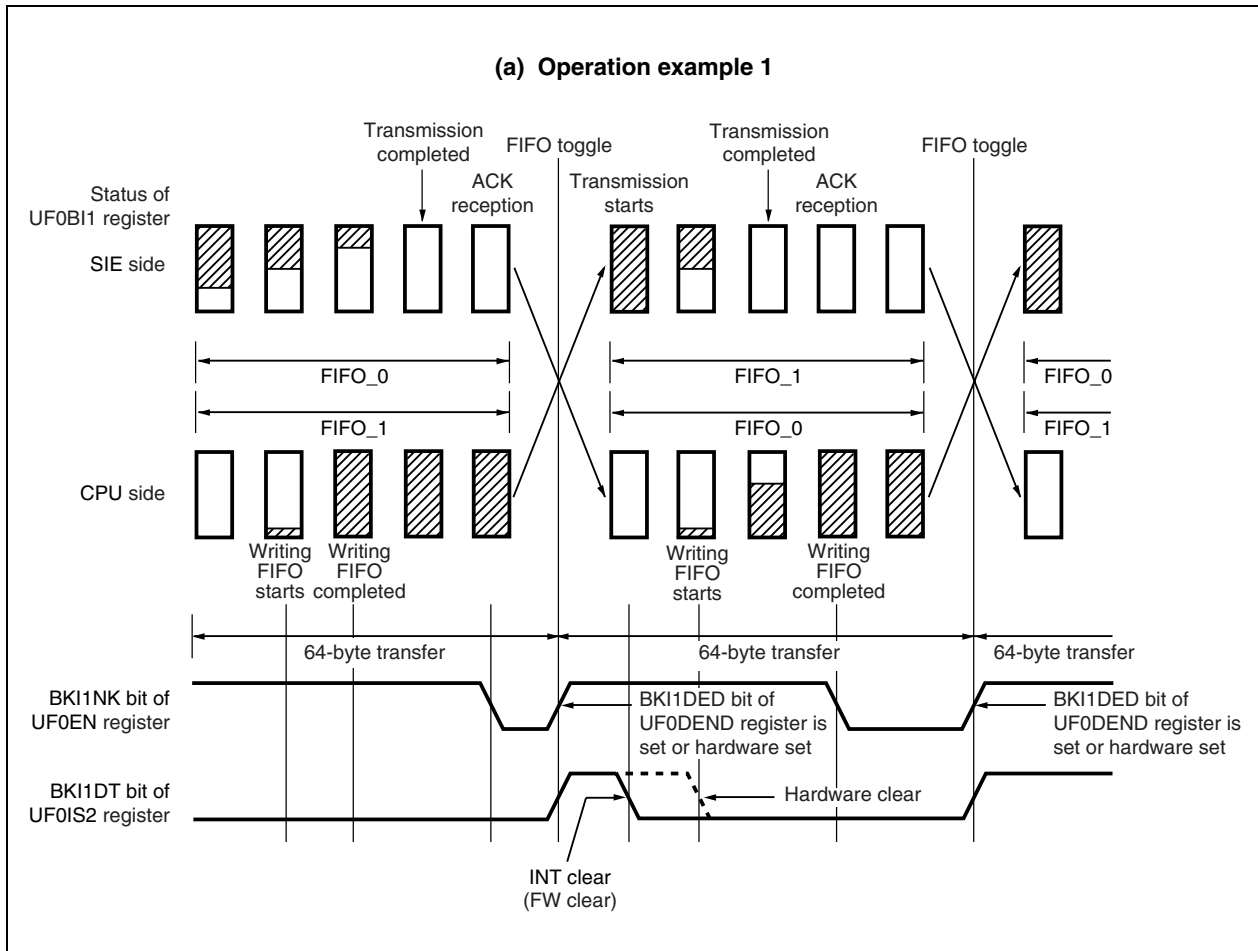 (a) Operation example 1
Transmission
completed
FIFO toggle
Transmission
completed
FIFO toggle
Status of
UF0BI1 register
ACK
reception
Transmission
starts
ACK
reception
SIE side
FIFO_0
FIFO_1
FIFO_0
FIFO_1
FIFO_0
FIFO_1
CPU side
Writing
FIFO
starts
Writing
FIFO
completed
Writing
FIFO
starts
Writing
FIFO
completed
64-byte transfer
64-byte transfer
64-byte transfer
BKI1NK bit of
UF0EN register
BKI1DED bit of
UF0DEND register is
set or hardware set
BKI1DED bit of
UF0DEND register is
set or hardware set
BKI1DT bit of
UF0IS2 register
Hardware clear
INT clear
(FW clear)